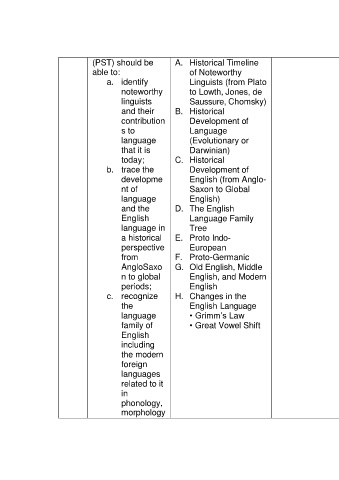 (PST) should be
able to:
a. identify
noteworthy
linguists
and their
contribution
s to
language
that it is
today;
b. trace the
developme
nt of
language
and the
English
language in
a historical
perspective
from
AngloSaxo
n to global
periods;
c. recognize
the
language
family of
English
including
the modern
foreign
languages
related to it
in
phonology,
morphology
A. Historical Timeline
of Noteworthy
Linguists (from Plato
to Lowth, Jones, de
Saussure, Chomsky)
B. Historical
Development of
Language
(Evolutionary or
Darwinian)
C. Historical
Development of
English (from Anglo-
Saxon to Global
English)
D. The English
Language Family
Tree
E. Proto Indo-
European
F. Proto-Germanic
G. Old English, Middle
English, and Modern
English
H. Changes in the
English Language
• Grimm's Law
• Great Vowel Shift